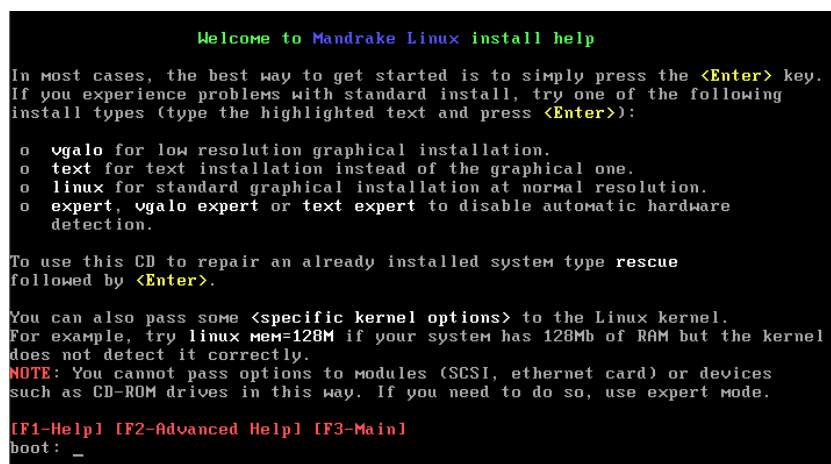 Welcome to Mandrake Linux install help
In most cases, the best way to get started is to simply press the <Enter> key.
If you experience problems with standard install, try one of the following
install types (type the highlighted text and press <Enter>):
o vgalo for low resolution graphical installation.
o text for text installation instead of the graphical one.
o linux for standard graphical installation at normal resolution.
o expert, vgalo expert or text expert to disable automatic hardware
detection.
To use this CD to repair an already installed system type rescue
followed by <Enter>.
You can also pass some <specific kernel options> to the Linux kernel.
For example, try linux mem=128M if your system has 128Mb of RAM but the kernel
does not detect it correctly.
NOTE: You cannot pass options to modules (SCSI, ethernet card) or devices
such as CD-ROM drives in this way. If you need to do so, use expert mode.
[F1-Help] [F2-Advanced Help] [F3-Main]
boot: _